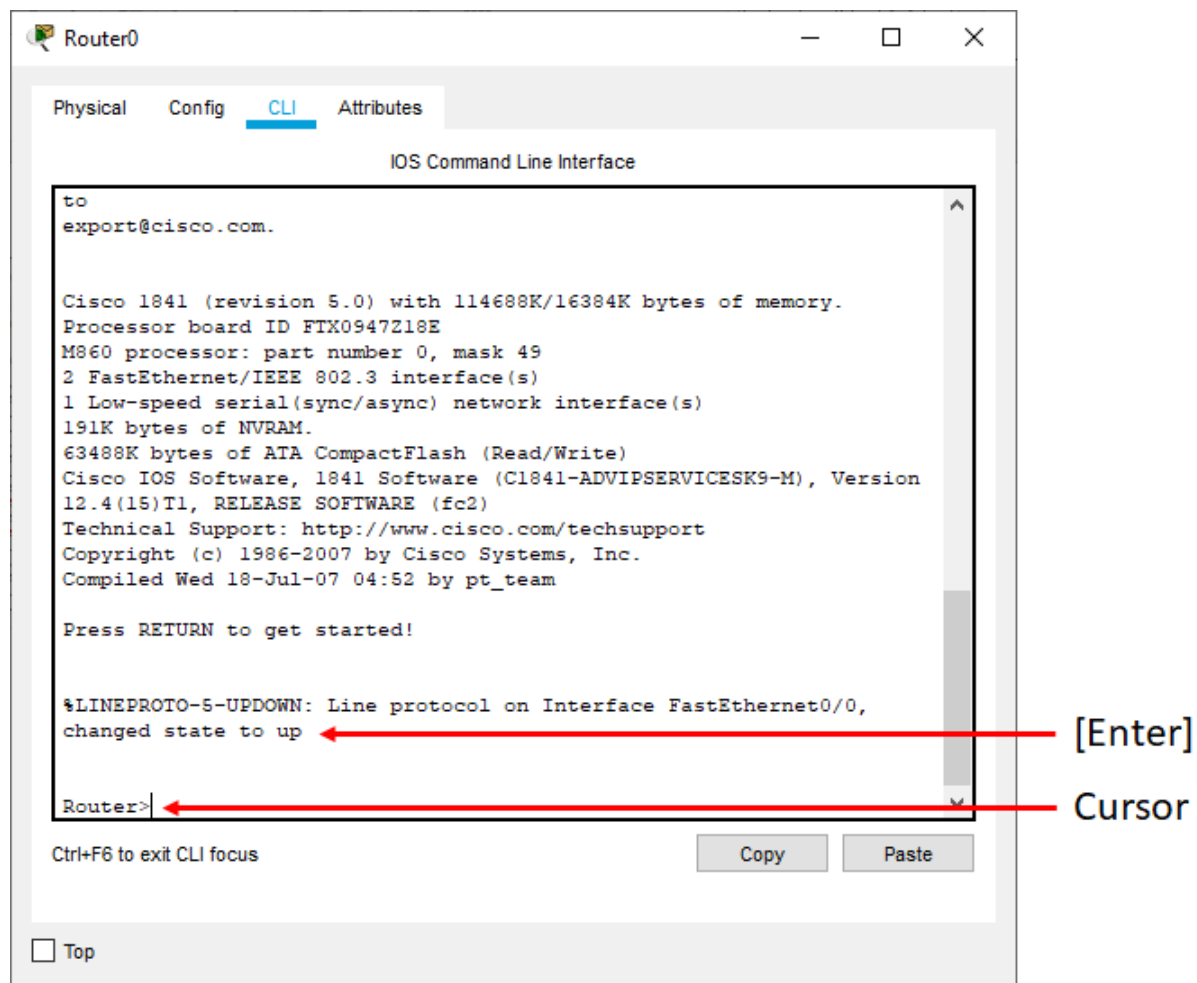 Router0
Physical Config CLI Attributes
IOS Command Line Interface
to
export@cisco.com.
Cisco 1841 (revision 5.0) with 114688K/16384K bytes of memory.
Processor board ID FTX0947Z18E
M860 processor: part number 0, mask 49
2 FastEthernet/IEEE 802.3 interface(s)
1 Low-speed serial(sync/async) network interface(s)
191K bytes of NVRAM.
63488K bytes of ATA CompactFlash (Read/Write)
Cisco IOS Software, 1841 Software (C1841-ADVIPSERVICESK9-M), Version
12.4(15)T1, RELEASE SOFTWARE (fc2)
Technical Support: http://www.cisco.com/techsupport
Copyright (c) 1986-2007 by Cisco Systems, Inc.
Compiled Wed 18-Jul-07 04:52 by pt_team
Press RETURN to get started!
%LINEPROTO-5-UPDOWN: Line protocol on Interface FastEthernet0/0,
changed state to up
[Enter]
Router>
Cursor
Ctrl+F6 to exit CLI focus
Copy
Paste
Top